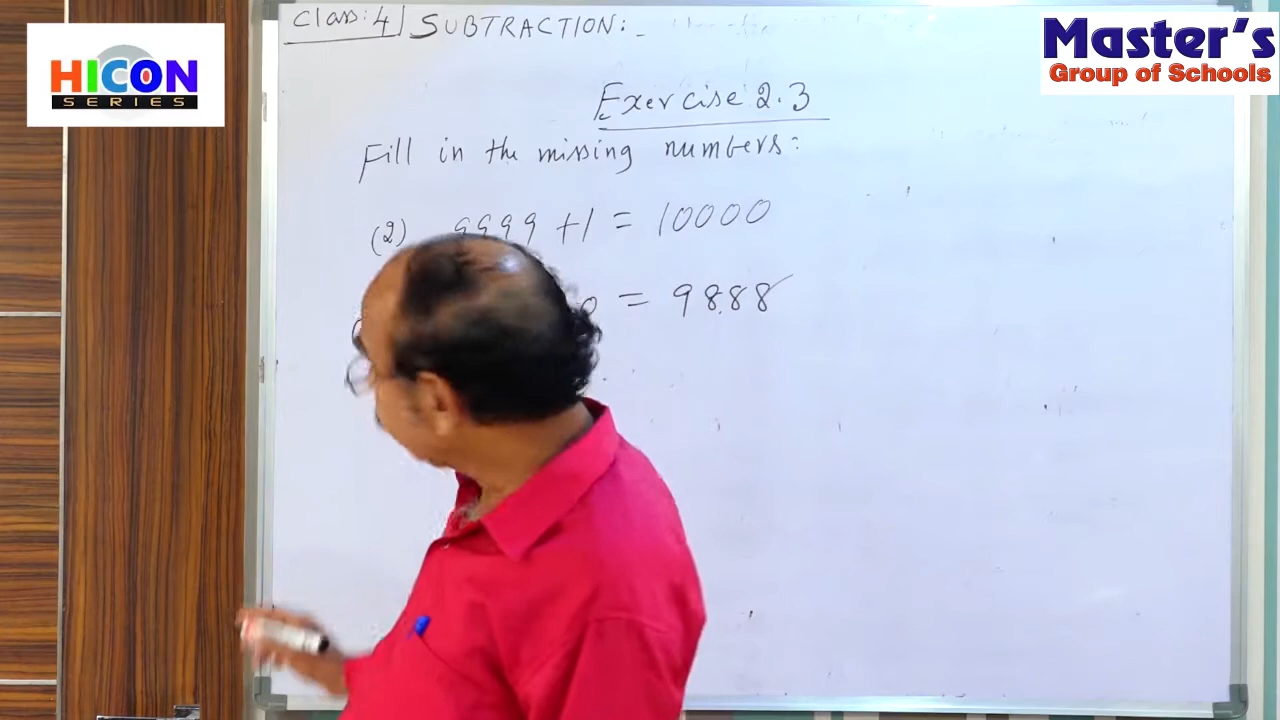 Class: 4 SUBTRACTION:-
HICON
SERIES
Master's
Group of Schools
Exercise 2.3
Fill in the missing numbers:
(2) 9999 +1 = 10000
= 9888